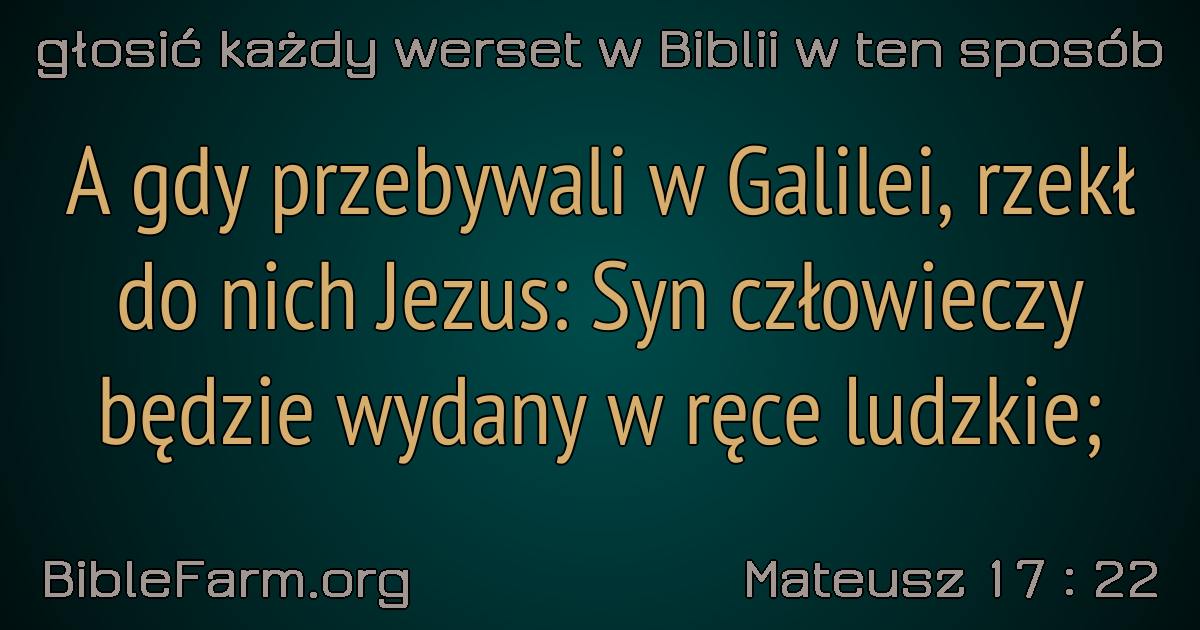 głosić każdy werset w Biblii w ten sposób
A gdy przebywali w Galilei, rzekł
do nich Jezus: Syn człowieczy
będzie wydany w ręce ludzkie;
BibleFarm.org
Mateusz 17 : 22